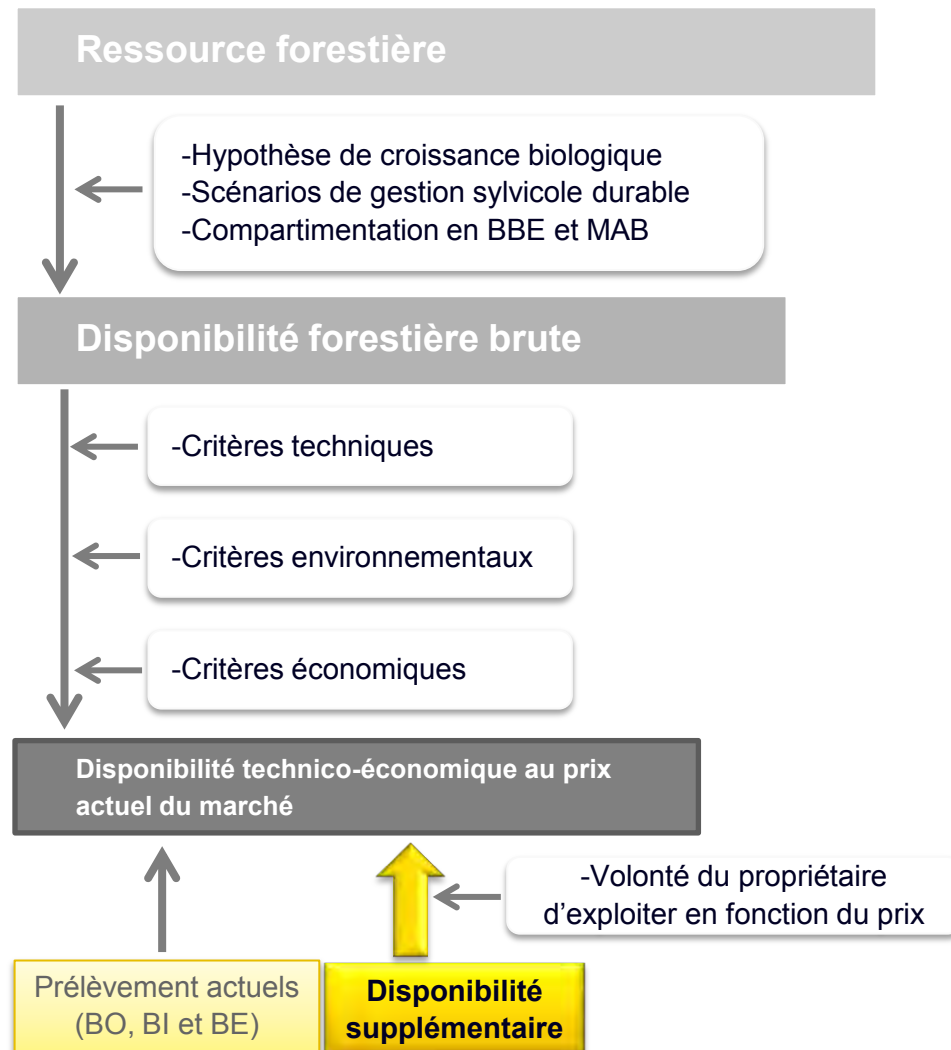 Ressource forestière
-Hypothèse de croissance biologique
-Scénarios de gestion sylvicole durable
-Compartimentation en BBE et MAB
Disponibilité forestière brute
-Critères techniques
-Critères environnementaux
-Critères économiques
Disponibilité technico-économique au prix
actuel du marché
-Volonté du propriétaire
d'exploiter en fonction du prix
Prélèvement actuels
(BO, BI et BE)
Disponibilité
supplémentaire